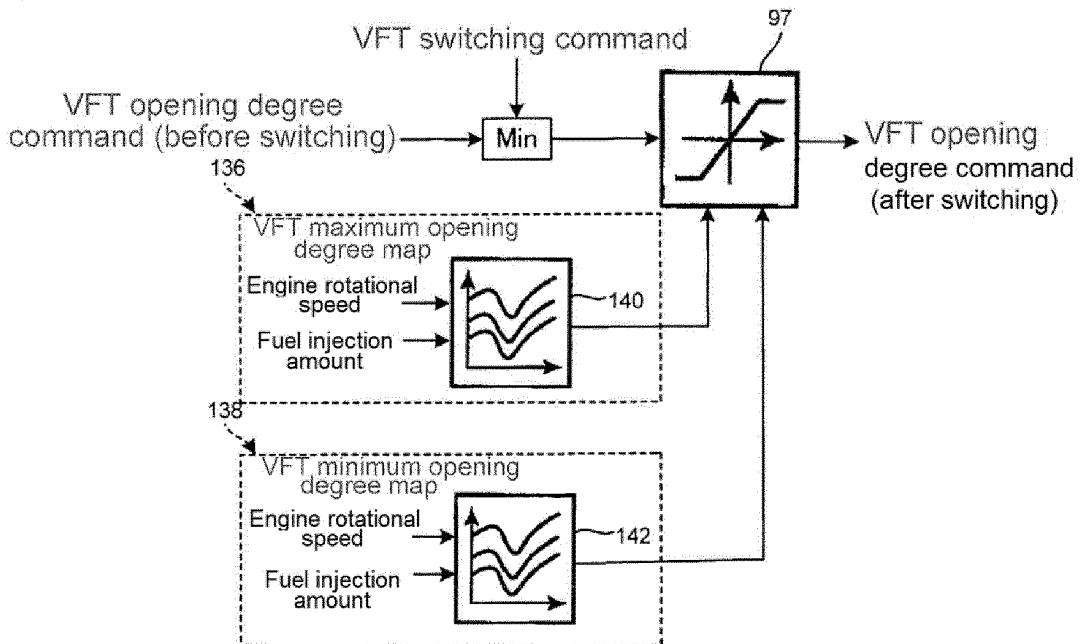 97
VFT switching command
VFT opening degree
command (before switching)
Min
VFT opening
degree command
(after switching)
136
VFT maximum opening
degree map
Engine rotational
speed
140
Fuel injection
amount
138
VFT minimum opening
degree map
Engine rotational
speed
142
Fuel injection
amount